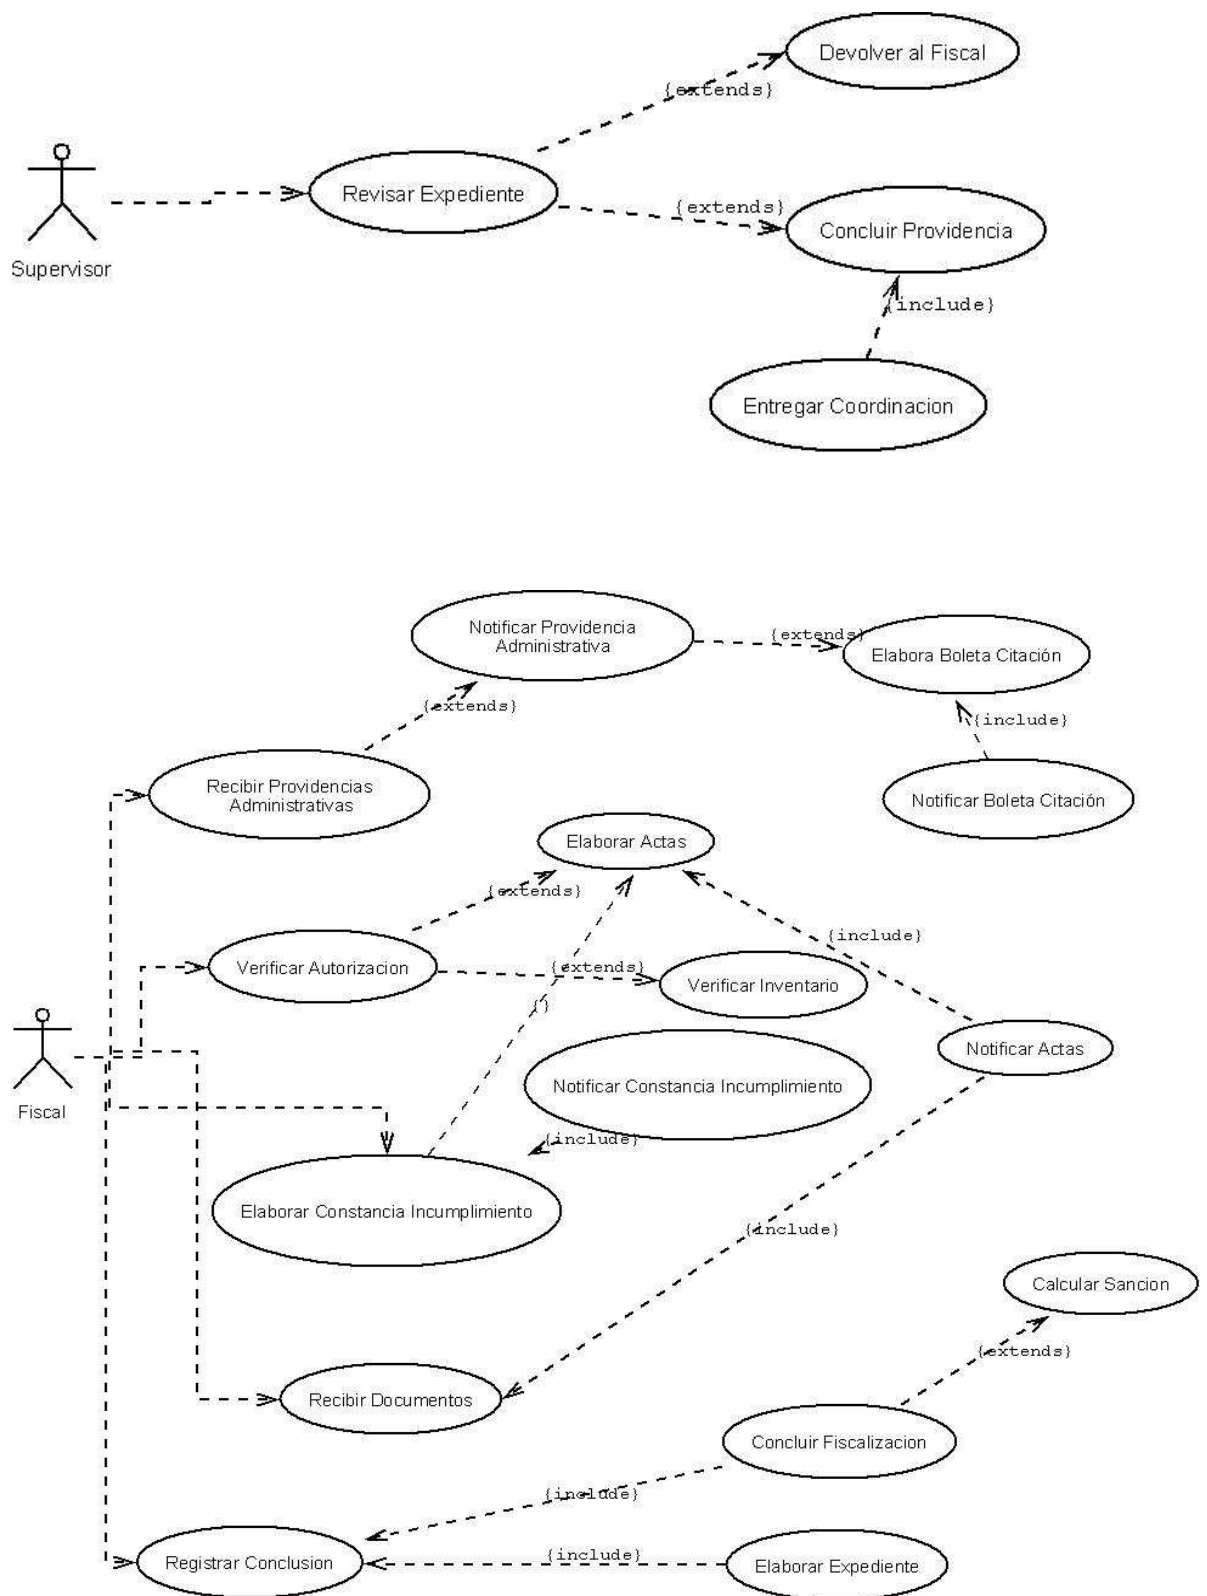 Devolver al Fiscal
{extends}
Revisar Expediente
{extends}
Concluir Providencia
Supervisor
{include}
Entregar Coordinacion
Notificar Providencia
Administrativa
{extends}
Elabora Boleta Citación
{extends}
{include}
Recibir Providencias
Administrativas
Notificar Boleta Citación
Elaborar Actas
{extends}
{include}
Verificar Autorizacion
{extends}
Verificar Inventario
{}
Notificar Actas
Fiscal
Notificar Constancia Incumplimiento
{include}
Elaborar Constancia Incumplimiento
{include}
Calcular Sancion
{extends}
Recibir Documentos
Concluir Fiscalizacion
{include}
Registrar Conclusion
{include}
Elaborar Expediente